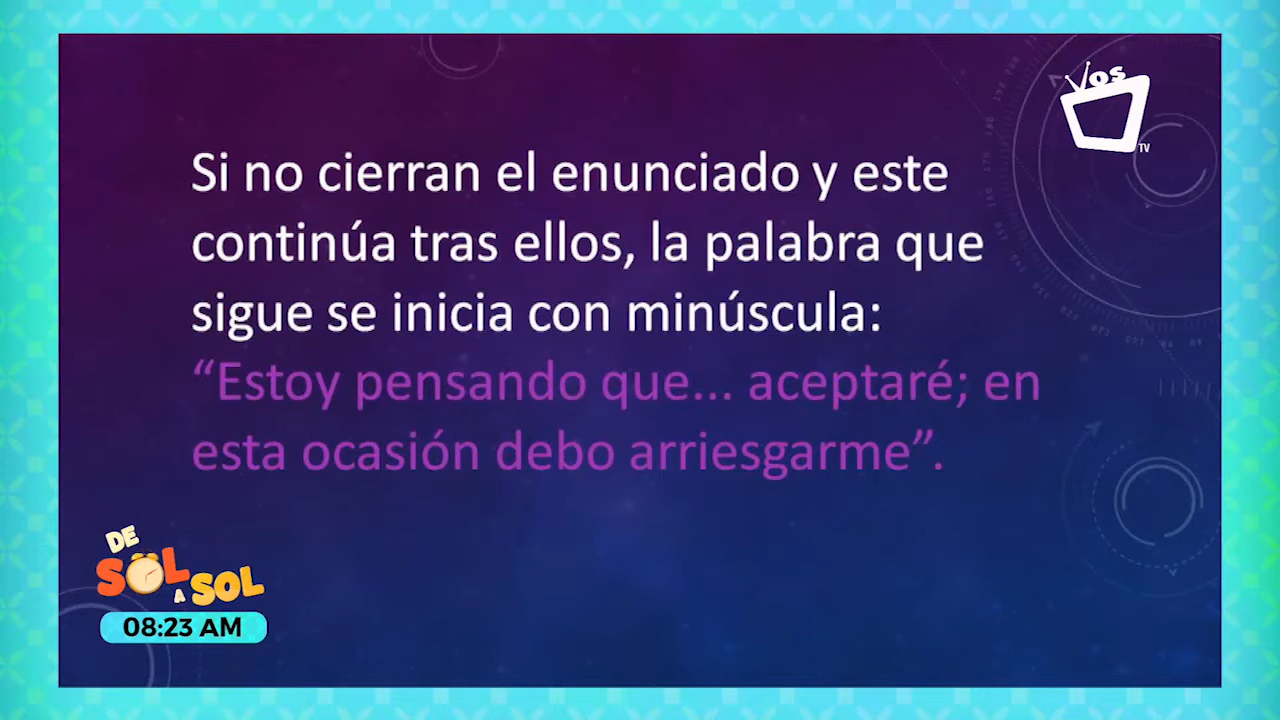 VOS
TV
Si no cierran el enunciado y este
continúa tras ellos, la palabra que
sigue se inicia con minúscula:
“Estoy pensando que... aceptaré; en
esta ocasión debo arriesgarme”.
DE
SOL
A SOL
08:23 AM